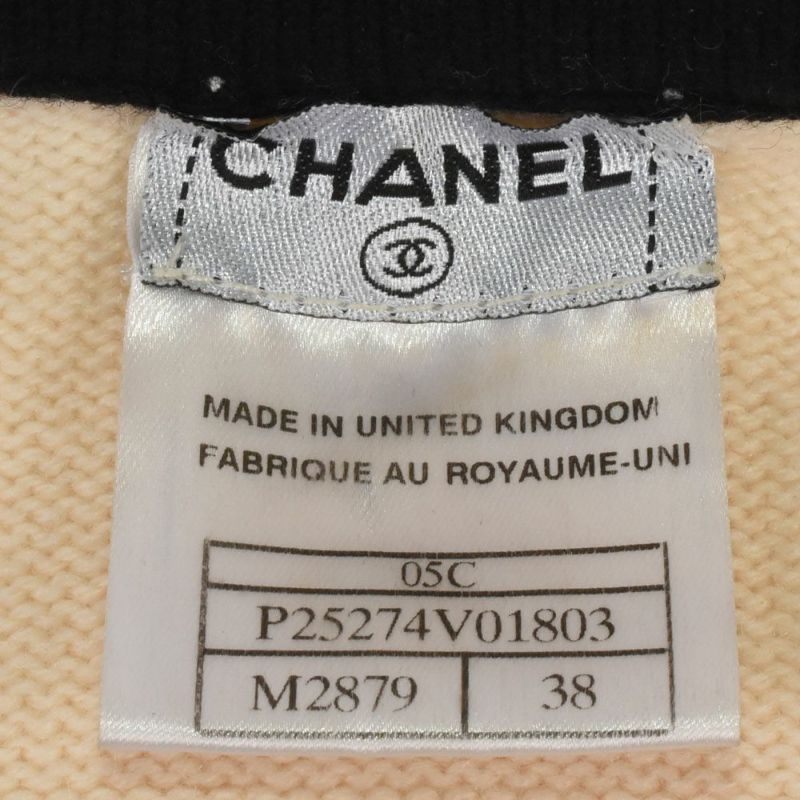 CHANEL
MADE IN UNITED KINGDOM
FABRIQUE AU ROYAUME-UNI
05C
P25274V01803
M2879 38